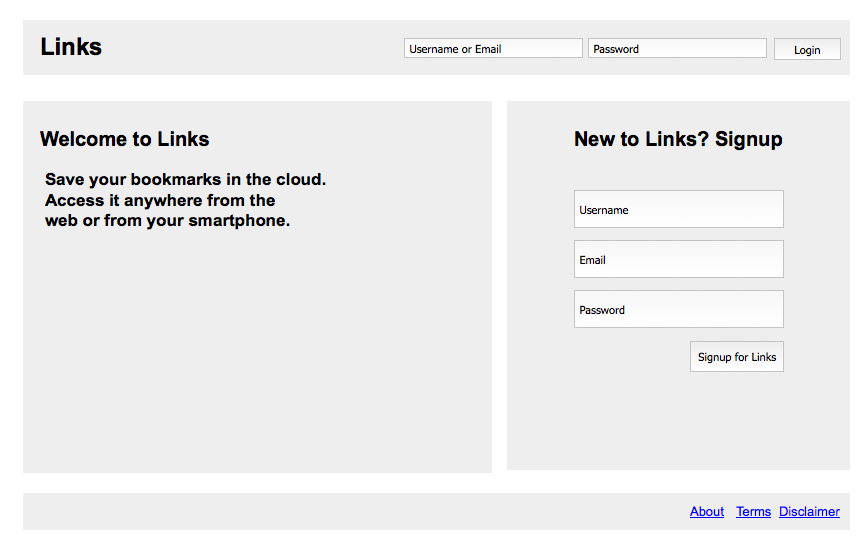 Links
Username or Email
Password
Login
Welcome to Links
Save your bookmarks in the cloud.
Access it anywhere from the
web or from your smartphone.
New to Links? Signup
Username
Email
Password
Signup for Links
About Terms Disclaimer